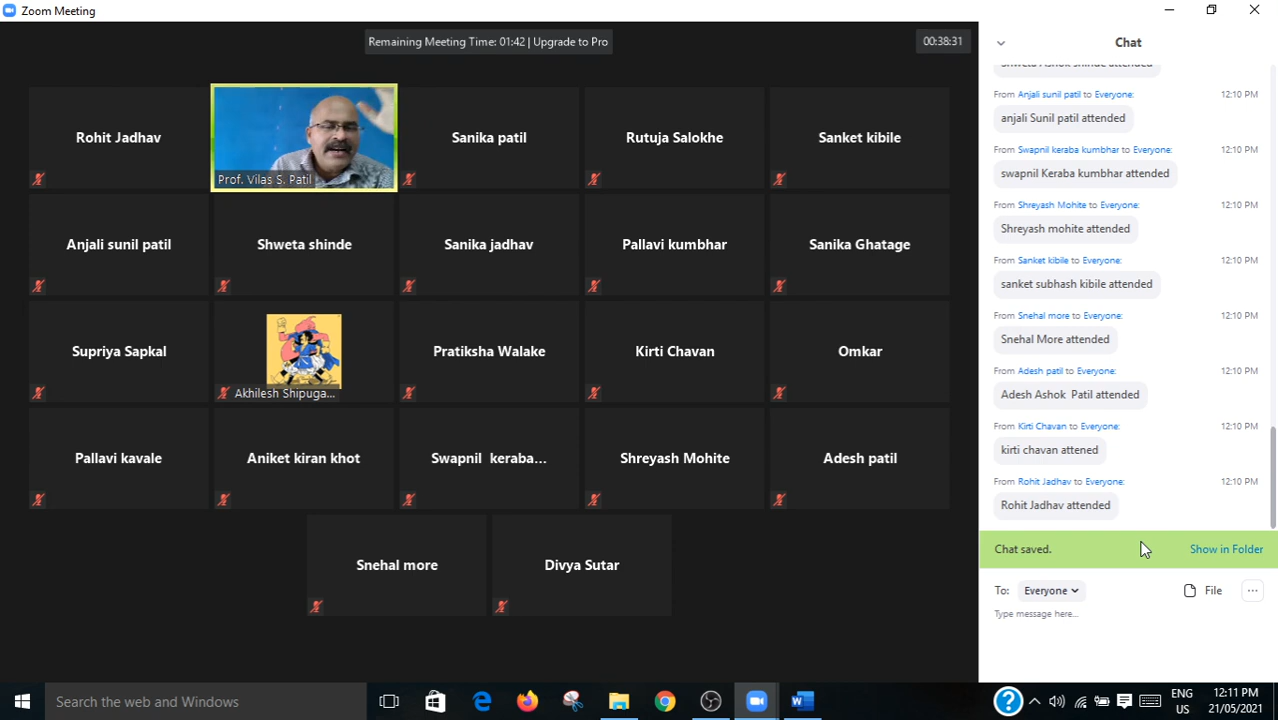 Zoom Meeting
Remaining Meeting Time: 01:42 | Upgrade to Pro
00:38:31
Rohit Jadhav
Prof. Vilas S. Patil
Sanika patil
Rutuja Salokhe
Sanket kibile
Anjali sunil patil
Shweta shinde
Sanika jadhav
Pallavi kumbhar
Sanika Ghatage
Supriya Sapkal
Akhilesh Shipuga...
Pratiksha Walake
Kirti Chavan
Omkar
Pallavi kavale
Aniket kiran khot
Swapnil keraba...
Shreyash Mohite
Adesh patil
Snehal more
Divya Sutar
Chat
Shweta Ashok shinde attended
From Anjali sunil patil to Everyone: 12:10 PM
anjali Sunil patil attended
From Swapnil keraba kumbhar to Everyone: 12:10 PM
swapnil Keraba kumbhar attended
From Shreyash Mohite to Everyone: 12:10 PM
Shreyash mohite attended
From Sanket kibile to Everyone: 12:10 PM
sanket subhash kibile attended
From Snehal more to Everyone: 12:10 PM
Snehal More attended
From Adesh patil to Everyone: 12:10 PM
Adesh Ashok Patil attended
From Kirti Chavan to Everyone: 12:10 PM
kirti chavan attened
From Rohit Jadhav to Everyone: 12:10 PM
Rohit Jadhav attended
Chat saved. Show in Folder
To: Everyone File
Type message here...
Search the web and Windows
ENG
US
12:11 PM
21/05/2021